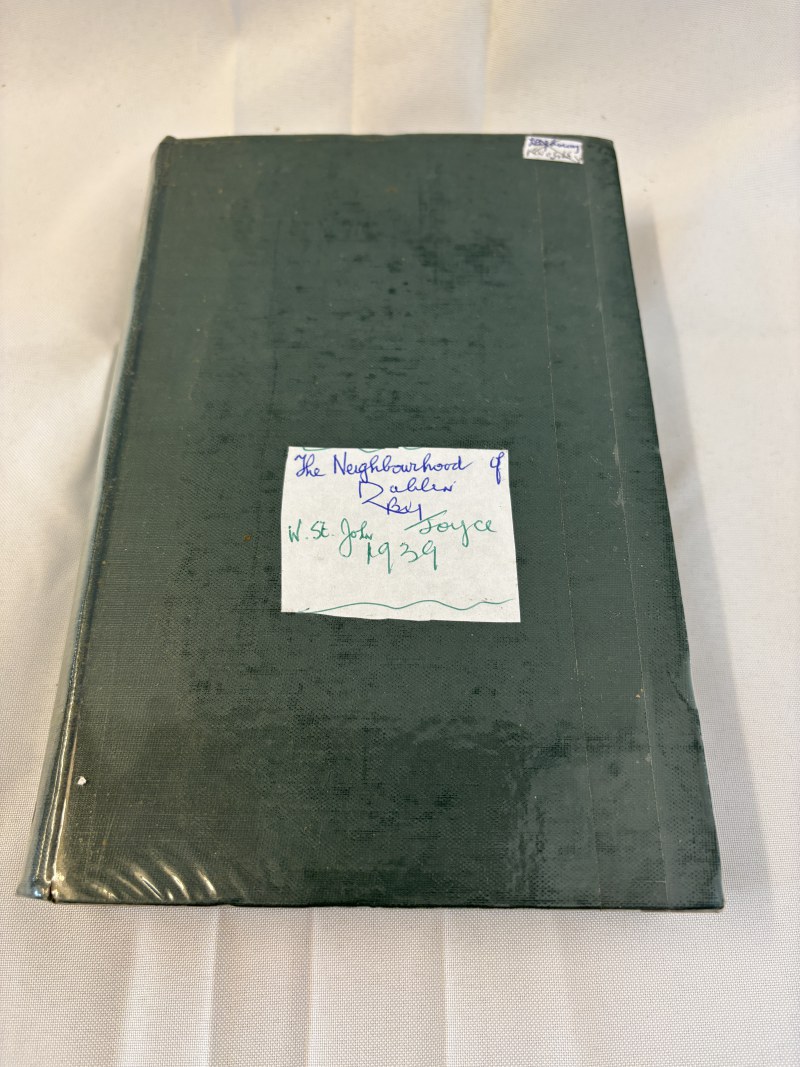 The Neighbourhood of
Dublin
By
W. St. John Joyce
1939